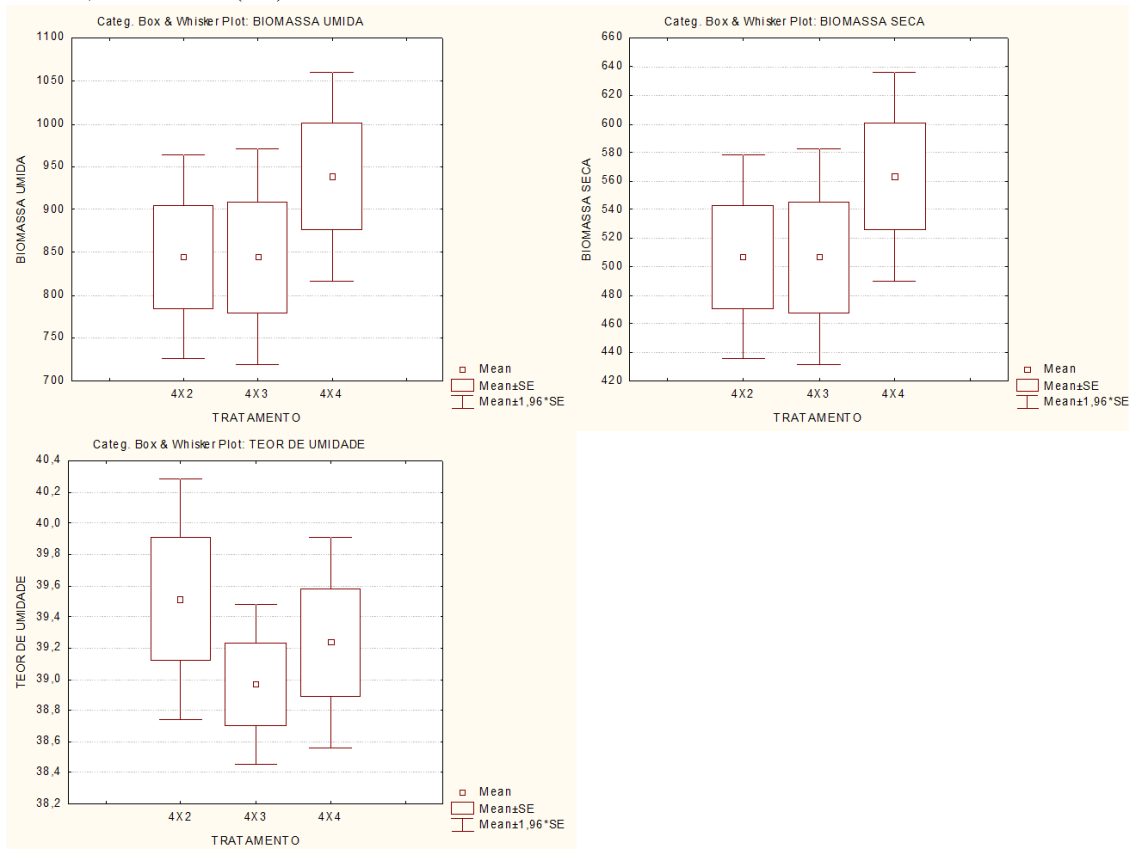 Categ. Box & Whisker Plot: BIOMASSA UMIDA
1100
1050
1000
950
900
850
800
750
700
BIOMASSA UMIDA
4X2 4X3 4X4
TRATAMENTO
Mean
Mean±SE
Mean±1,96*SE
Categ. Box & Whisker Plot: BIOMASSA SECA
660
640
620
600
580
560
540
520
500
480
460
440
420
BIOMASSA SECA
4X2 4X3 4X4
TRATAMENTO
Mean
Mean±SE
Mean±1,96*SE
Categ. Box & Whisker Plot: TEOR DE UMIDADE
40,4
40,2
40,0
39,8
39,6
39,4
39,2
39,0
38,8
38,6
38,4
38,2
TEOR DE UMIDADE
4X2 4X3 4X4
TRATAMENTO
Mean
Mean±SE
Mean±1,96*SE